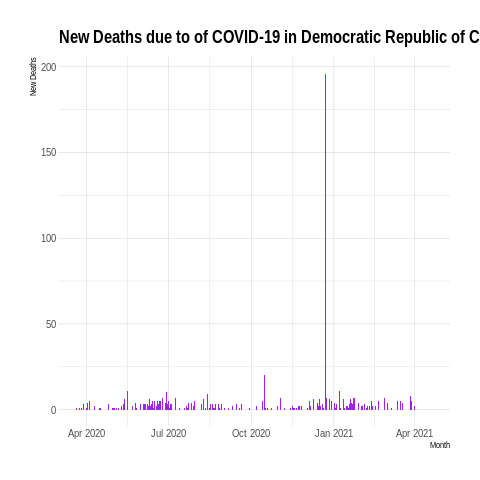 New Deaths due to of COVID-19 in Democratic Republic of C
New Deaths
200
150
100
50
0
Apr 2020 Jul 2020 Oct 2020 Jan 2021 Apr 2021
Month